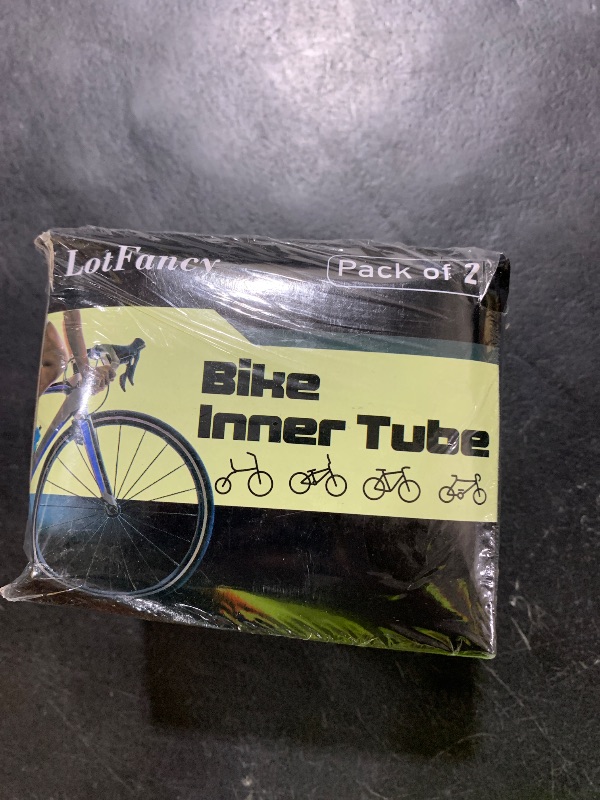 LotFancy
Pack of 2
Bike
Inner Tube